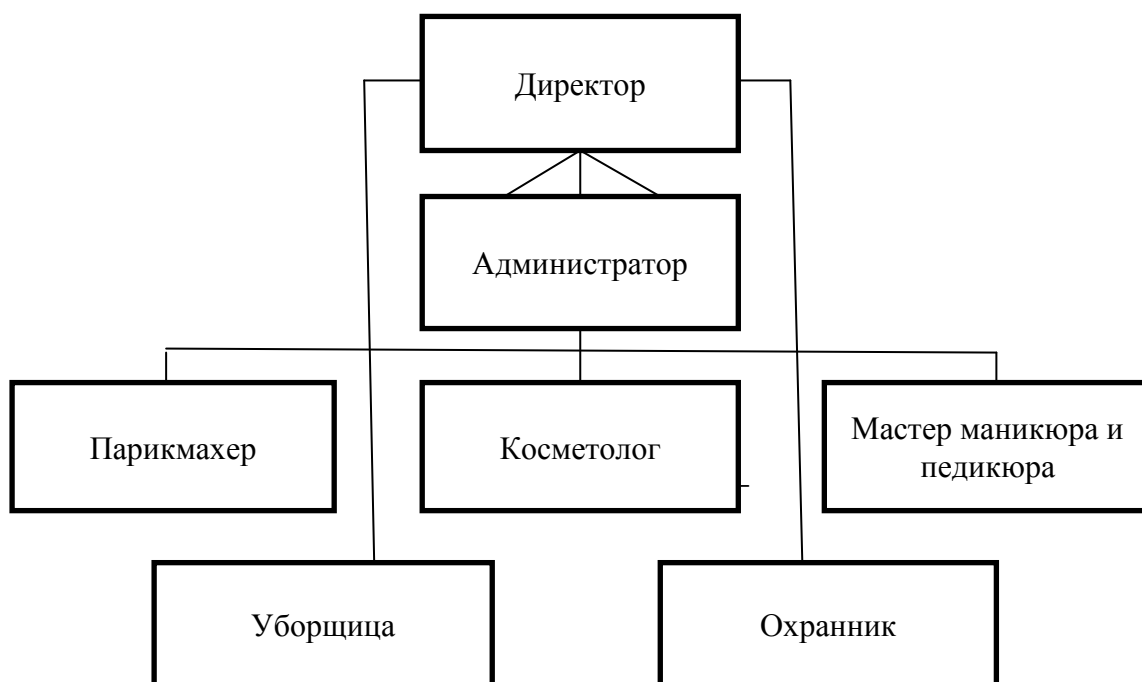 Директор
Администратор
Парикмахер
Косметолог
Мастер маникюра и
педикюра
Уборщица
Охранник